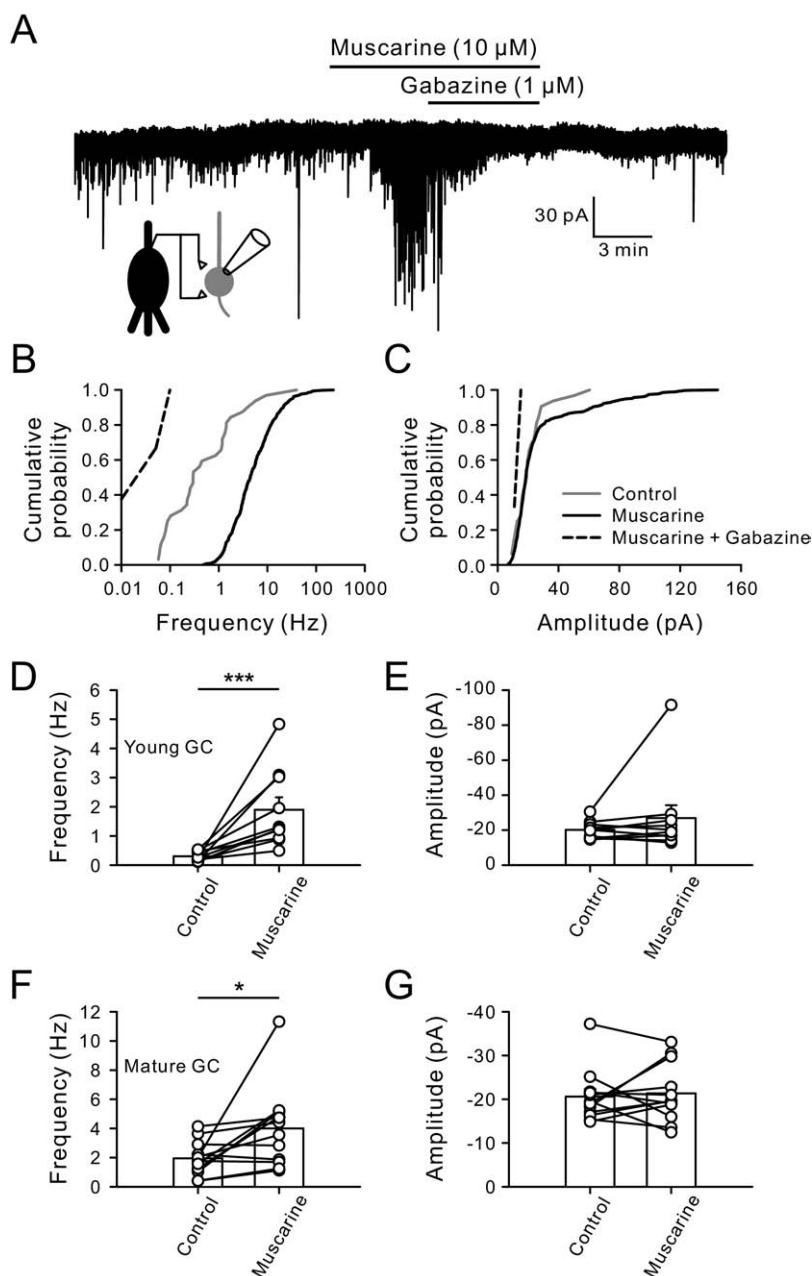 A
Muscarine (10 μM)
Gabazine (1 μM)
30 pA
3 min
B
Cumulative
probability
1.0
0.8
0.6
0.4
0.2
0.0
0.01 0.1 1 10 100 1000
Frequency (Hz)
C
Cumulative
probability
1.0
0.8
0.6
0.4
0.2
0.0
0 40 80 120 160
Amplitude (pA)
Control
Muscarine
Muscarine + Gabazine
D
Frequency (Hz)
6
5
4
3
2
1
0
Young GC
***
Control
Muscarine
E
Amplitude (pA)
-100
-80
-60
-40
-20
0
Control
Muscarine
F
Frequency (Hz)
12
10
8
6
4
2
0
Mature GC
*
Control
Muscarine
G
Amplitude (pA)
-40
-30
-20
-10
0
Control
Muscarine